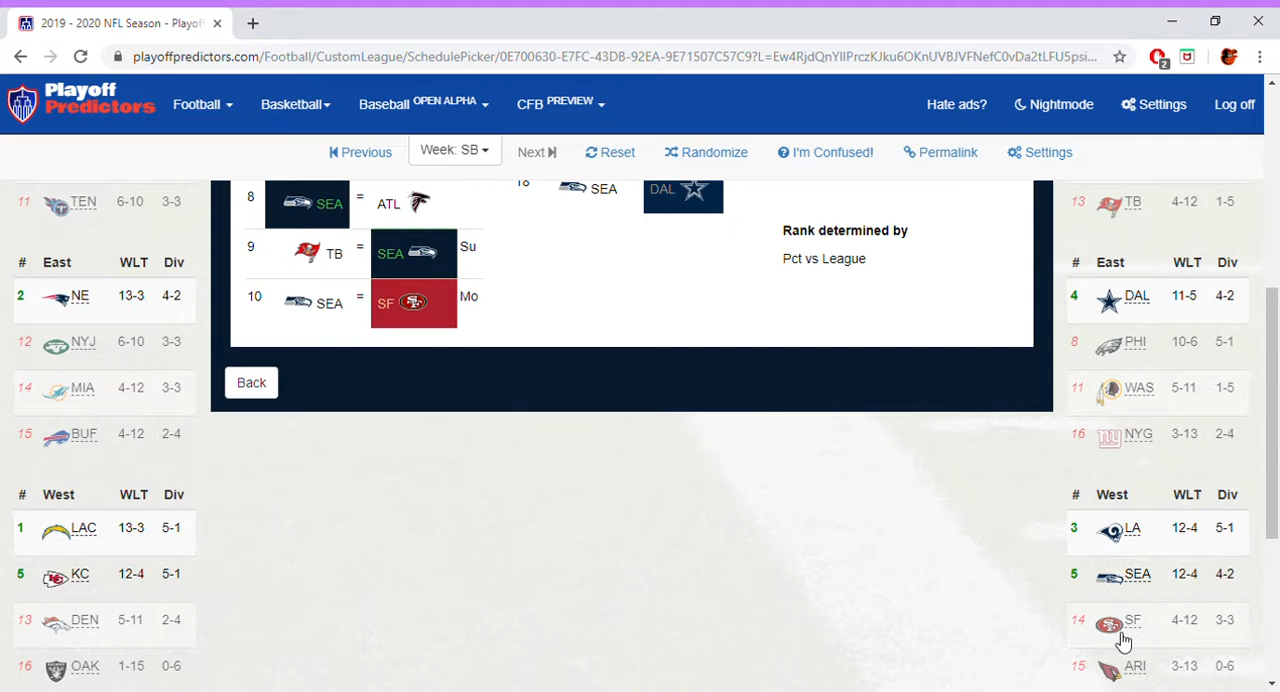 2019 - 2020 NFL Season - Playof
playoffpredictors.com/Football/CustomLeague/SchedulePicker/0E700630-E7FC-43DB-92EA-9E71507C57C9?L=Ew4RjdQnYIIPrczKJku6OKnUVBJVFNefC0vDa2tLFU5psi...
2
Playoff Predictors Football Basketball Baseball OPEN ALPHA CFB PREVIEW Hate ads? Nightmode Settings Log off
Previous Week: SB Next Reset Randomize I'm Confused! Permalink Settings
11 TEN 6-10 3-3
# East WLT Div
2 NE 13-3 4-2
12 NYJ 6-10 3-3
14 MIA 4-12 3-3
15 BUF 4-12 2-4
# West WLT Div
1 LAC 13-3 5-1
5 KC 12-4 5-1
13 DEN 5-11 2-4
16 OAK 1-15 0-6
8 SEA = ATL
9 TB = SEA Su
10 SEA = SF Mo
18 SEA DAL
Rank determined by
Pct vs League
Back
13 TB 4-12 1-5
# East WLT Div
4 DAL 11-5 4-2
8 PHI 10-6 5-1
11 WAS 5-11 1-5
16 NYG 3-13 2-4
# West WLT Div
3 LA 12-4 5-1
5 SEA 12-4 4-2
14 SF 4-12 3-3
15 ARI 3-13 0-6